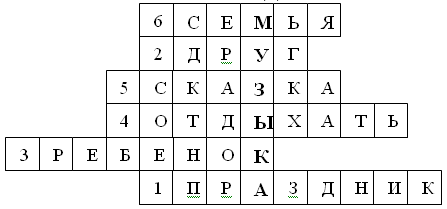 6 С Е М Ь Я
2 Д Р У Г
5 С К А З К А
4 О Т Д Ы Х А Т Ь
3 Р Е Б Е Н О К
1 П Р А З Д Н И К